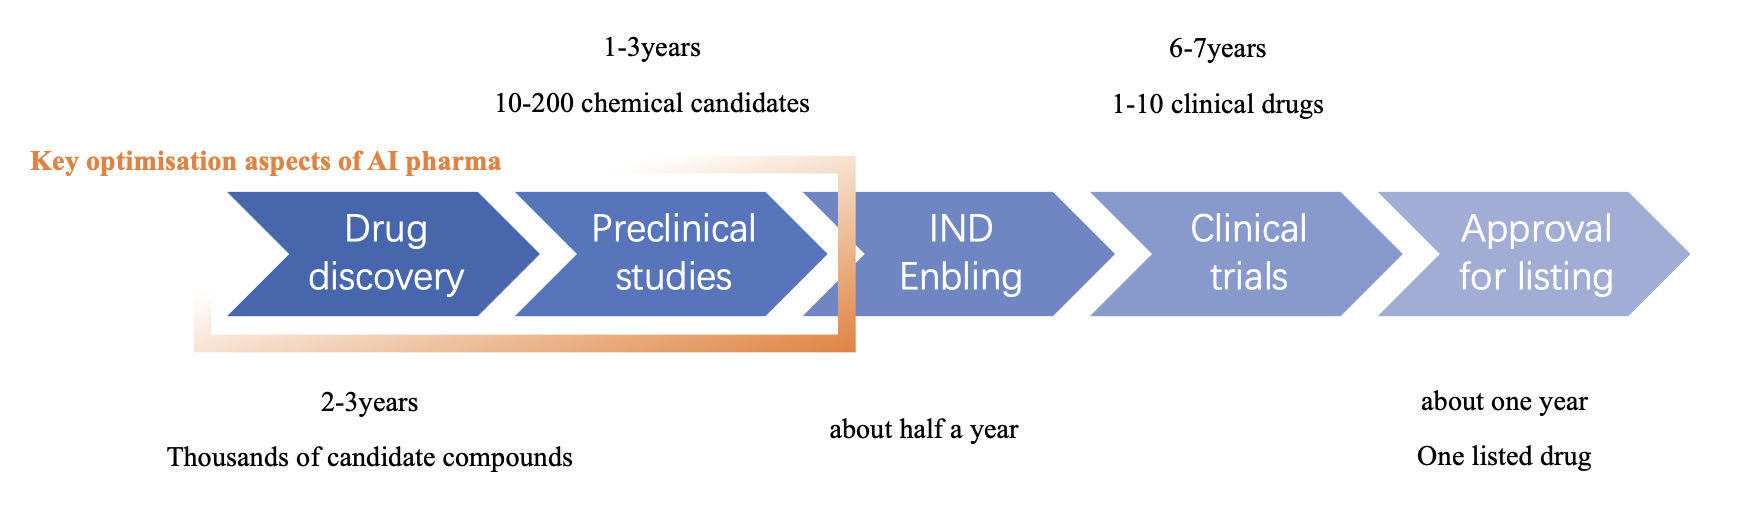 1-3years
10-200 chemical candidates
6-7years
1-10 clinical drugs
Key optimisation aspects of AI pharma
Drug
discovery
Preclinical
studies
IND
Enbling
Clinical
trials
Approval
for listing
2-3years
Thousands of candidate compounds
about half a year
about one year
One listed drug